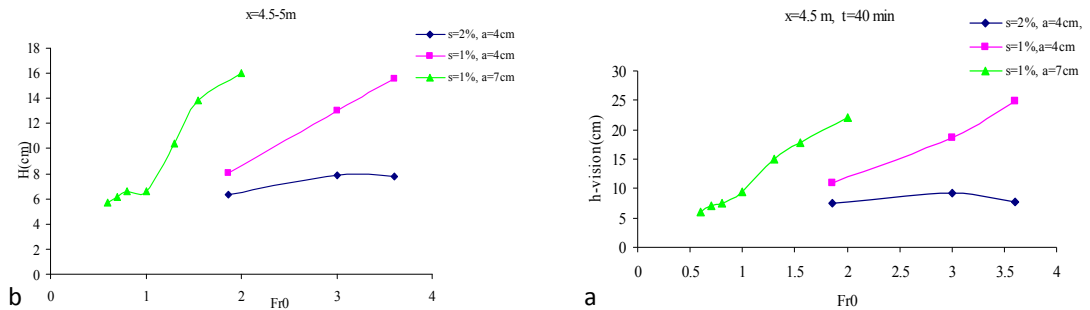 x=4.5-5m
s=2%, a=4cm
s=1%, a=4cm
s=1%, a=7cm
18
16
14
12
10
8
6
4
2
0
H(cm)
0 1 2 3 4
Fr0
b
x=4.5 m, t=40 min
s=2%, a=4cm,
s=1%,a=4cm
s=1%, a=7cm
30
25
20
15
10
5
0
h-vision(cm)
0 0.5 1 1.5 2 2.5 3 3.5 4
Fr0
a